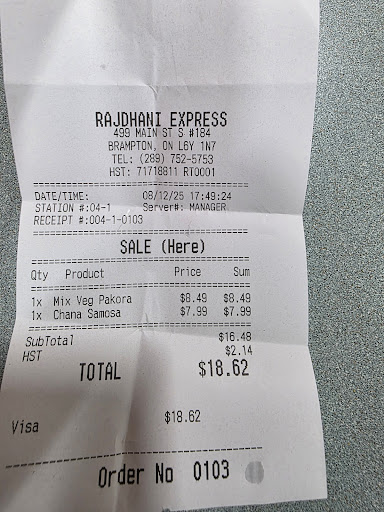 RAJDHANI EXPRESS
499 MAIN ST S #184
BRAMPTON, ON L6Y 1N7
TEL: (289) 752-5753
HST: 71718811 RT0001
DATE/TIME: 08/12/25 17:49:24
STATION #:04-1 Server#: MANAGER
RECEIPT #:004-1-0103
SALE (Here)
Qty Product Price Sum
1x Mix Veg Pakora $8.49 $8.49
1x Chana Samosa $7.99 $7.99
SubTotal $16.48
HST $2.14
TOTAL $18.62
Visa $18.62
Order No 0103